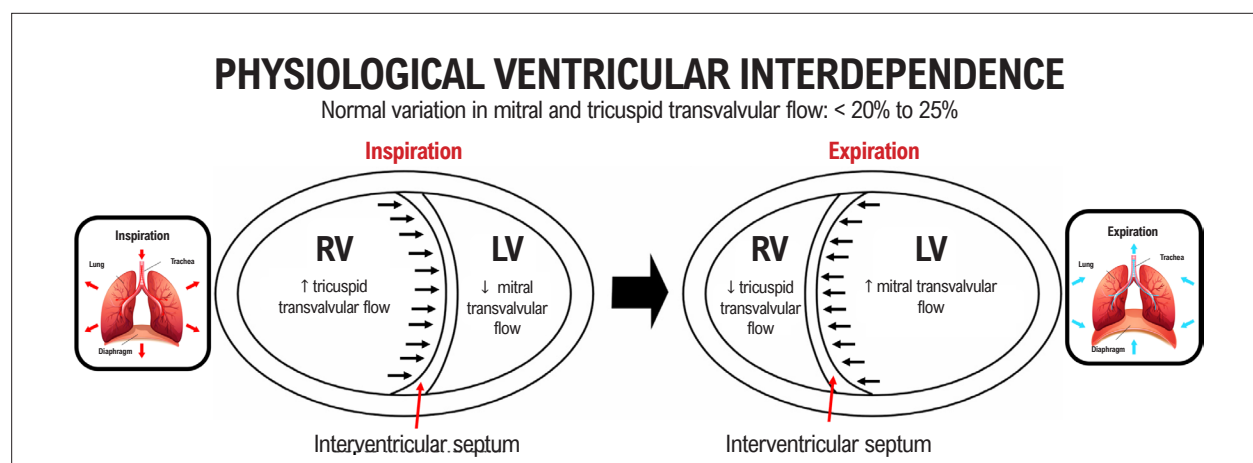 PHYSIOLOGICAL VENTRICULAR INTERDEPENDENCE
Normal variation in mitral and tricuspid transvalvular flow: < 20% to 25%
Inspiration
Expiration
Inspiration
Lung
Trachea
Diaphragm
RV
↑ tricuspid
transvalvular flow
LV
↓ mitral
transvalvular
flow
RV
↓ tricuspid
transvalvular
flow
LV
↑ mitral transvalvular
flow
Expiration
Lung
Trachea
Diaphragm
Interventricular septum
Interventricular septum